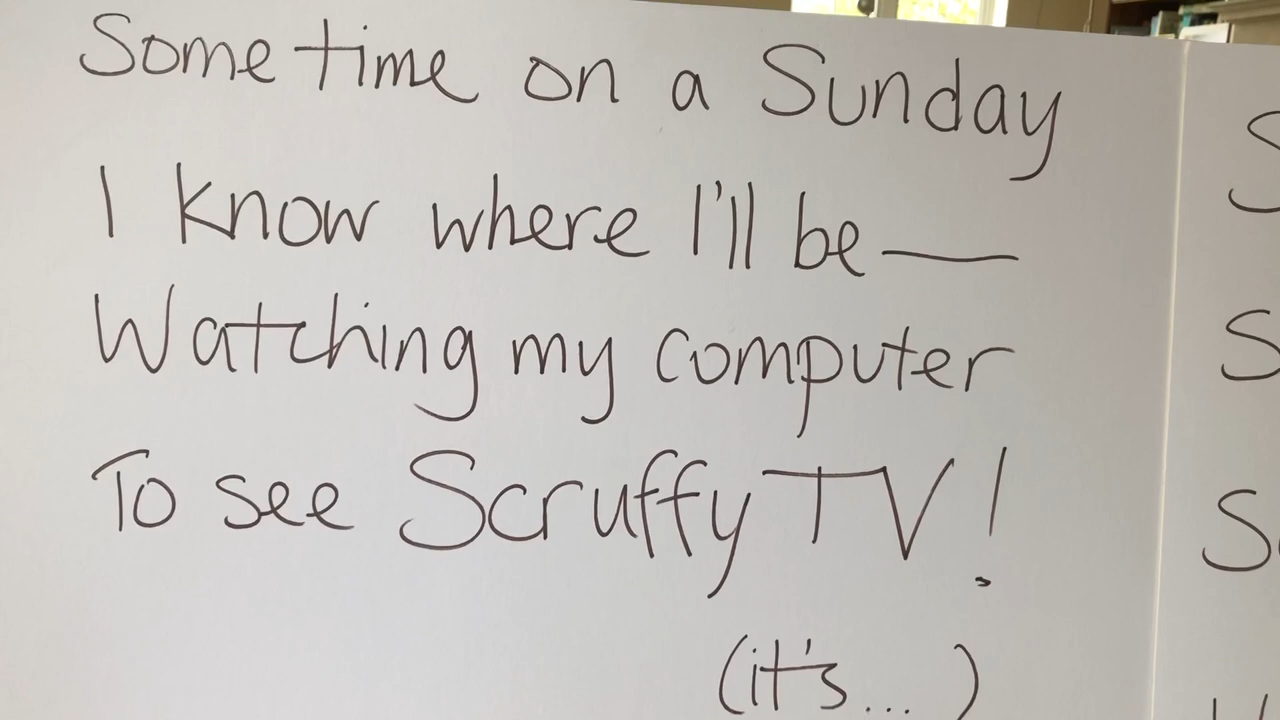 Some time on a Sunday
I know where I'll be —
Watching my computer
To see Scruffy TV!
(it's...)